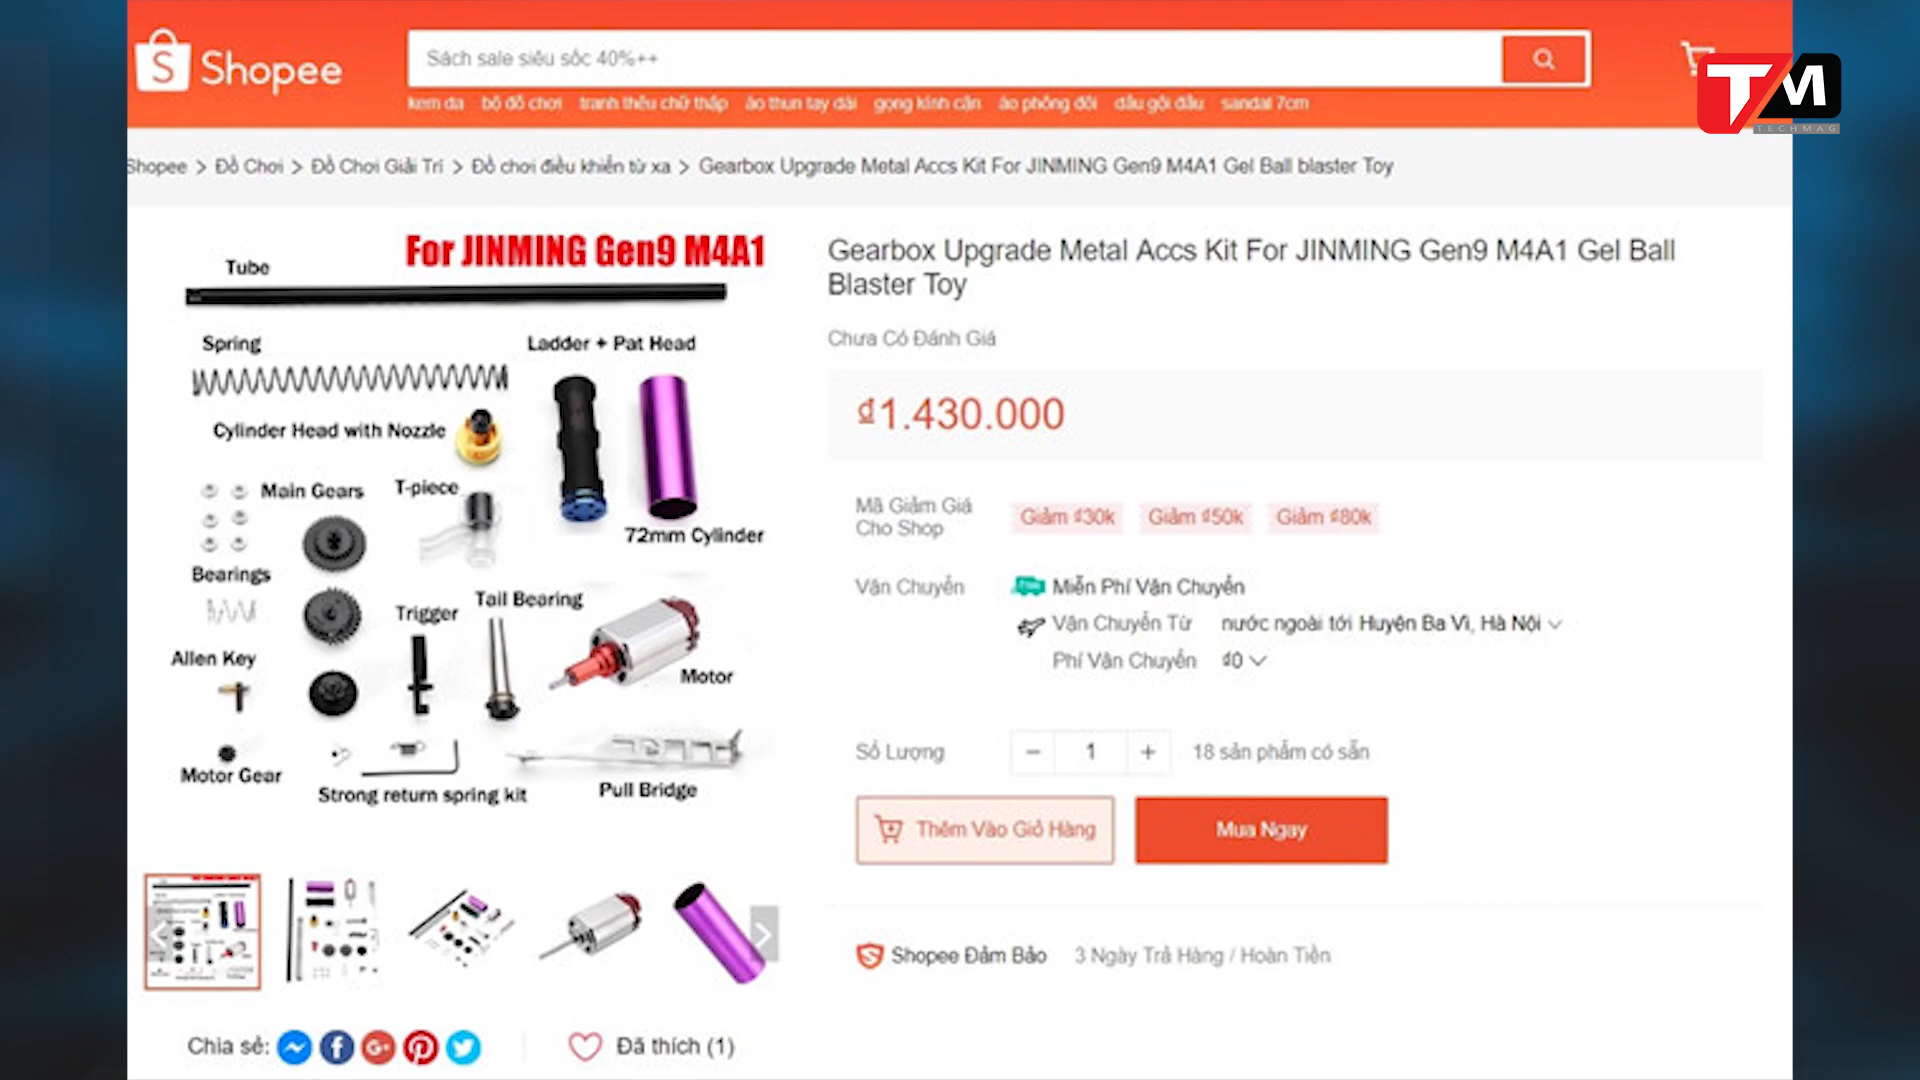 Shopee
Sách sale siêu sốc 40%++
kem da bộ đồ chơi tranh thêu chữ thập áo thun tay dài gọng kính cận áo phông đôi dầu gội đầu sandal 7cm
TM
TECHMAG
Shopee > Đồ Chơi > Đồ Chơi Giải Trí > Đồ chơi điều khiển từ xa > Gearbox Upgrade Metal Accs Kit For JINMING Gen9 M4A1 Gel Ball blaster Toy
For JINMING Gen9 M4A1
Tube
Spring
Ladder + Pat Head
Cylinder Head with Nozzle
Main Gears
T-piece
72mm Cylinder
Bearings
Trigger
Tail Bearing
Allen Key
Motor
Motor Gear
Strong return spring kit
Pull Bridge
Gearbox Upgrade Metal Accs Kit For JINMING Gen9 M4A1 Gel Ball
Blaster Toy
Chưa Có Đánh Giá
₫1.430.000
Mã Giảm Giá
Cho Shop
Giảm ₫30k Giảm ₫50k Giảm ₫80k
Vận Chuyển
Miễn Phí Vận Chuyển
Vận Chuyển Từ nước ngoài tới Huyện Ba Vì, Hà Nội
Phí Vận Chuyển ₫0
Số Lượng - 1 + 18 sản phẩm có sẵn
Thêm Vào Giỏ Hàng
Mua Ngay
Shopee Đảm Bảo 3 Ngày Trả Hàng / Hoàn Tiền
Chia sẻ:
Đã thích (1)